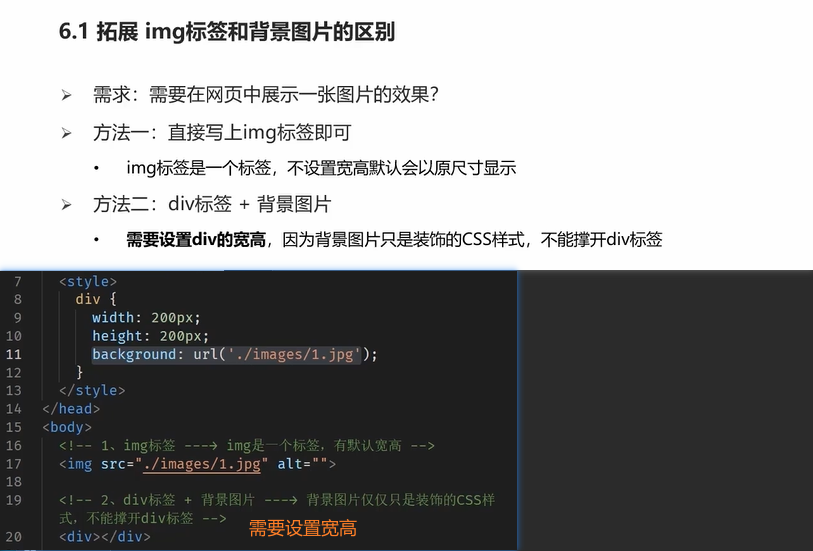 6.1 拓展 img标签和背景图片的区别
➢ 需求：需要在网页中展示一张图片的效果？
➢ 方法一：直接写上img标签即可
• img标签是一个标签，不设置宽高默认会以原尺寸显示
➢ 方法二：div标签 + 背景图片
• 需要设置div的宽高，因为背景图片只是装饰的CSS样式，不能撑开div标签
7 <style>
8 div {
9 width: 200px;
10 height: 200px;
11 background: url('./images/1.jpg');
12 }
13 </style>
14 </head>
15 <body>
16 <!-- 1、img标签 ---→ img是一个标签，有默认宽高 -->
17 <img src="./images/1.jpg" alt="">
18
19 <!-- 2、div标签 + 背景图片 ---→ 背景图片仅仅只是装饰的CSS样
式，不能撑开div标签 -->
需要设置宽高
20 <div></div>